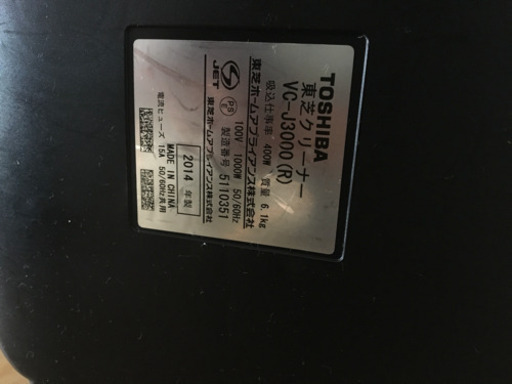 TOSHIBA
東芝クリーナー
VC-J3000(R)
吸込仕事率 400W 質量 6.1kg
東芝ホームアプライアンス株式会社
100V 1000W 50/60Hz
製造番号 5110351
PS
E
JET
東芝ホームアプライアンス株式会社
2014 年製
MADE IN CHINA
電流ヒューズ 15A 50/60Hz共用